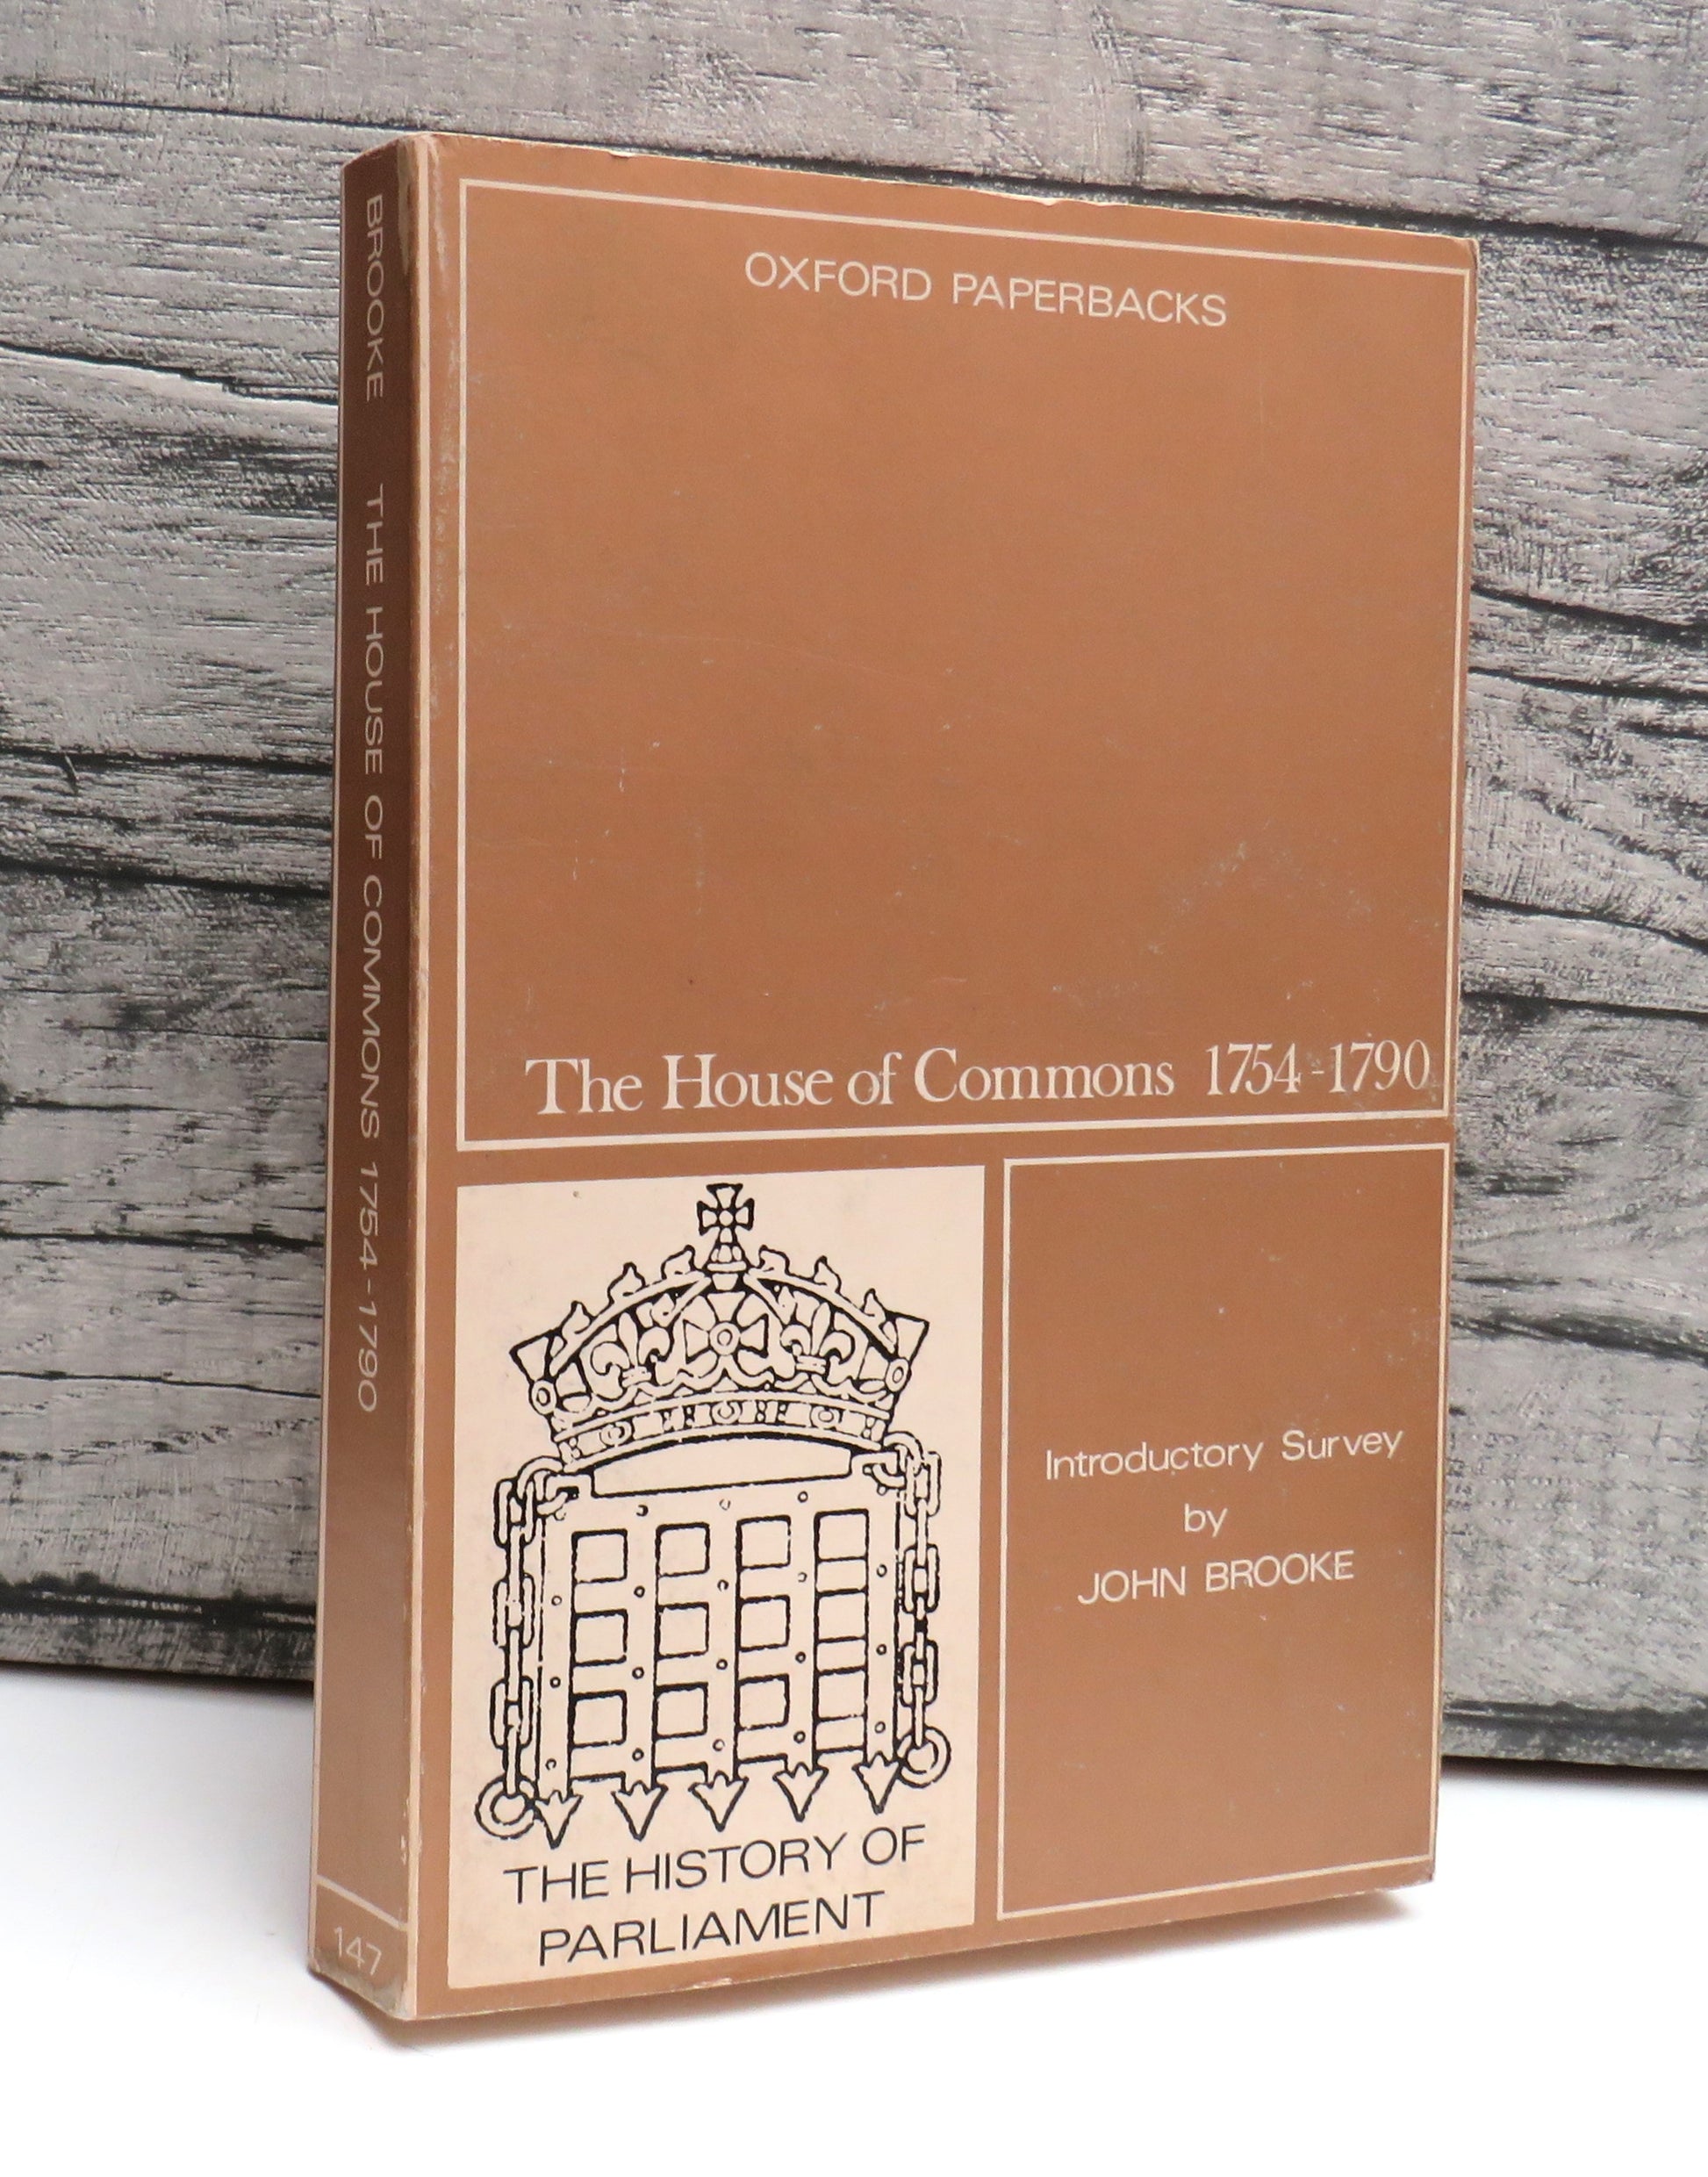 BROOKE THE HOUSE OF COMMONS 1754-1790
147
OXFORD PAPERBACKS
The House of Commons 1754-1790
THE HISTORY OF
PARLIAMENT
Introductory Survey
by
JOHN BROOKE